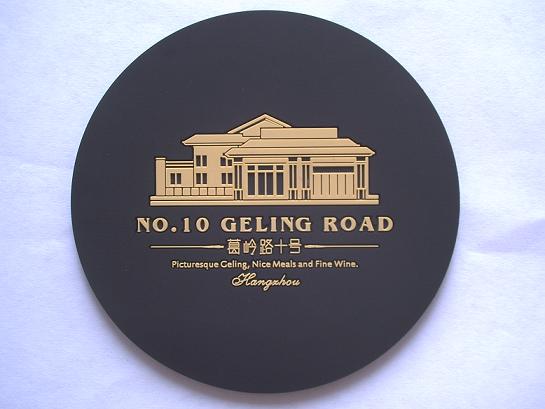 NO.10 GELING ROAD
葛岭路十号
Picturesque Geling, Nice Meals and Fine Wine.
Hangzhou